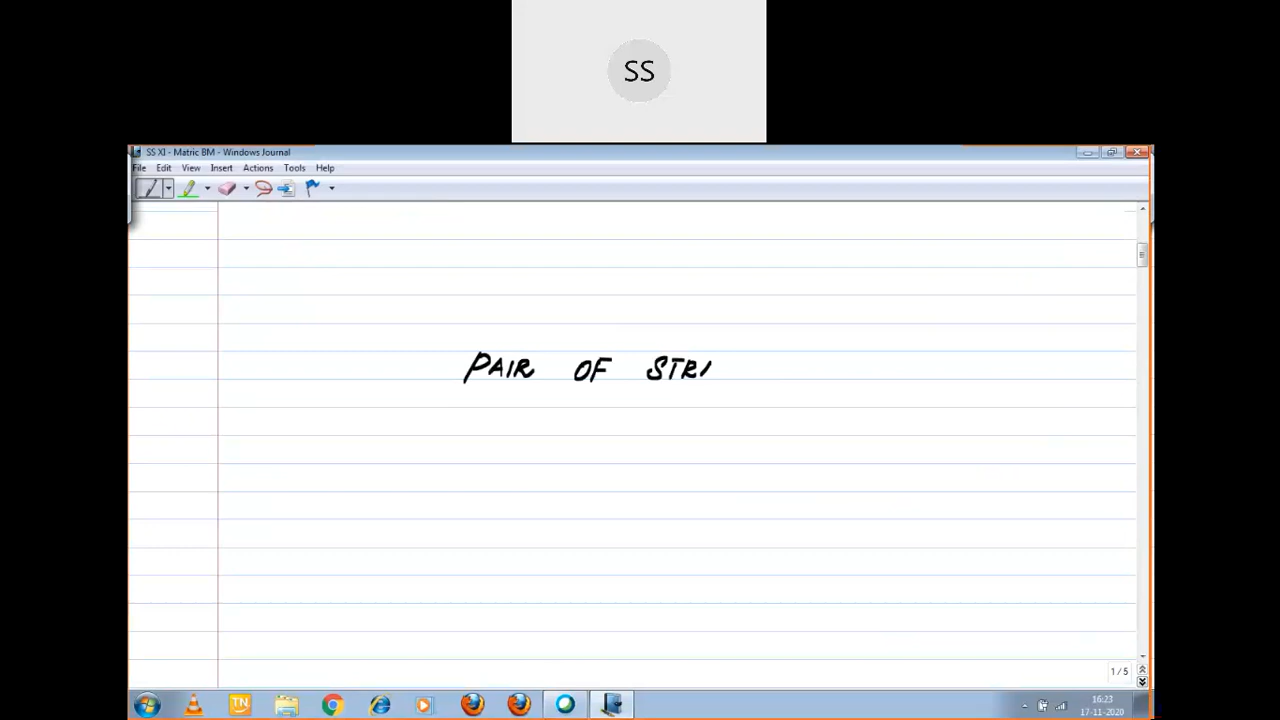 SS
SS XI - Matric BM - Windows Journal
File Edit View Insert Actions Tools Help
PAIR OF STRI
1 / 5
TN
16:23
17-11-2020